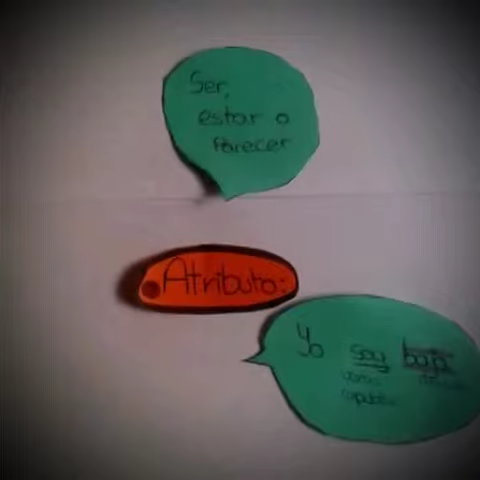 Ser,
estar o
Parecer
Atributo:
Yo soy baja